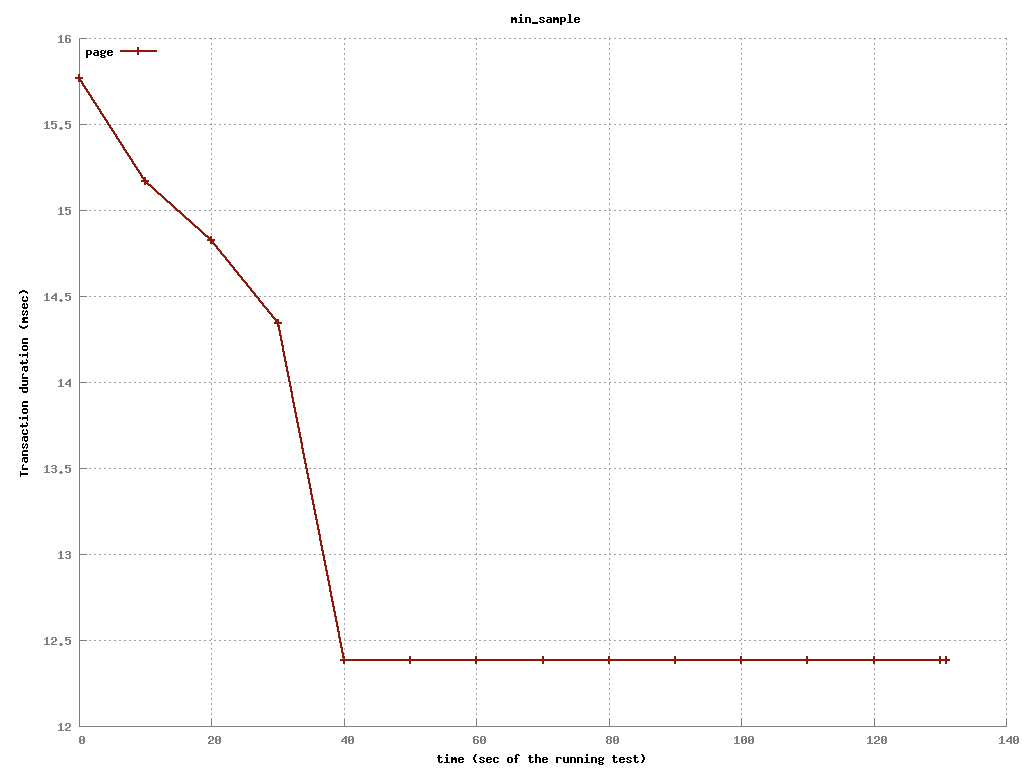 min_sample
page
16
15.5
15
14.5
14
13.5
13
12.5
12
Transaction duration (msec)
0 20 40 60 80 100 120 140
time (sec of the running test)